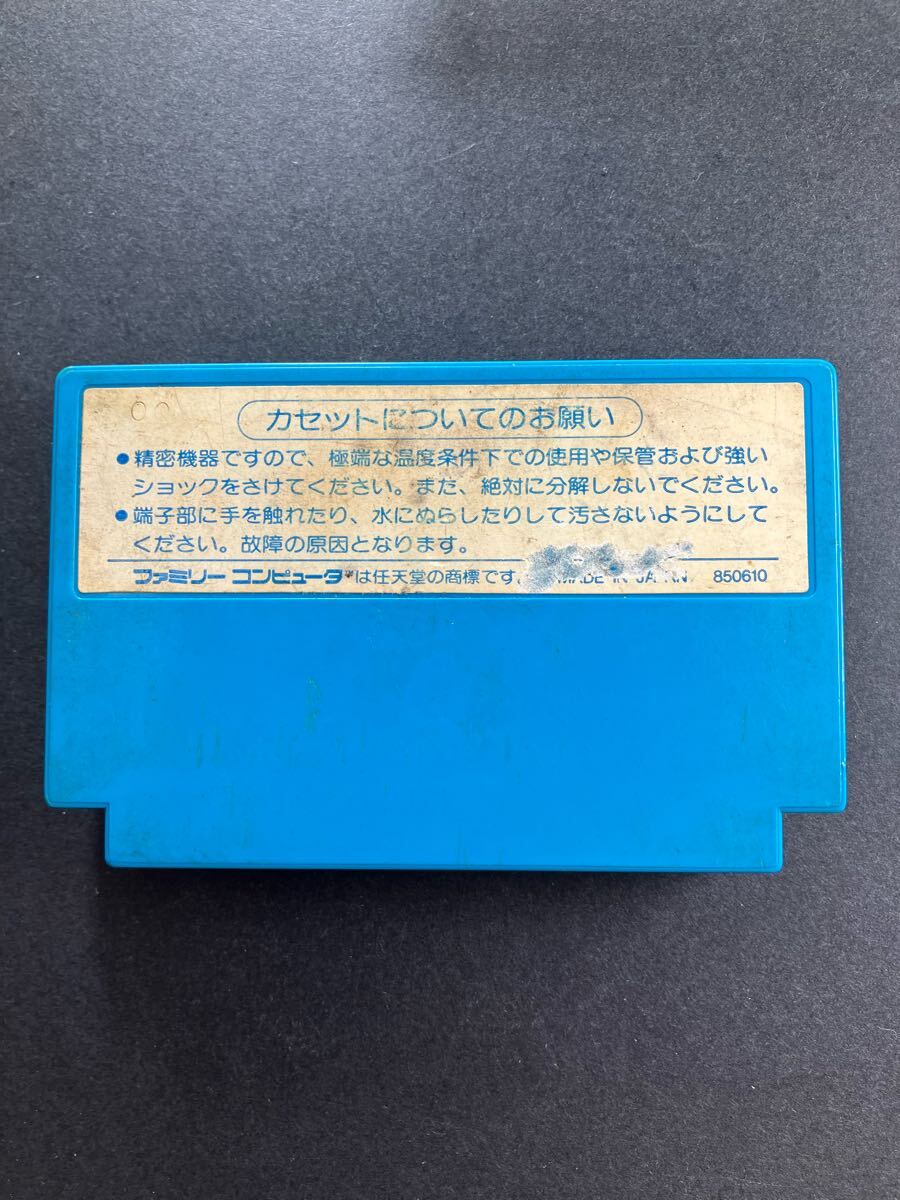 カセットについてのお願い
●精密機器ですので、極端な温度条件下での使用や保管および強い
ショックをさけてください。まだ、絶対に分解しないでください。
●端子部に手を触れたり、水にぬらしたりして汚さないようにして
ください。故障の原因となります。
ファミリー コンピュータ は任天堂の商標です。 MADE IN JAPAN 850610